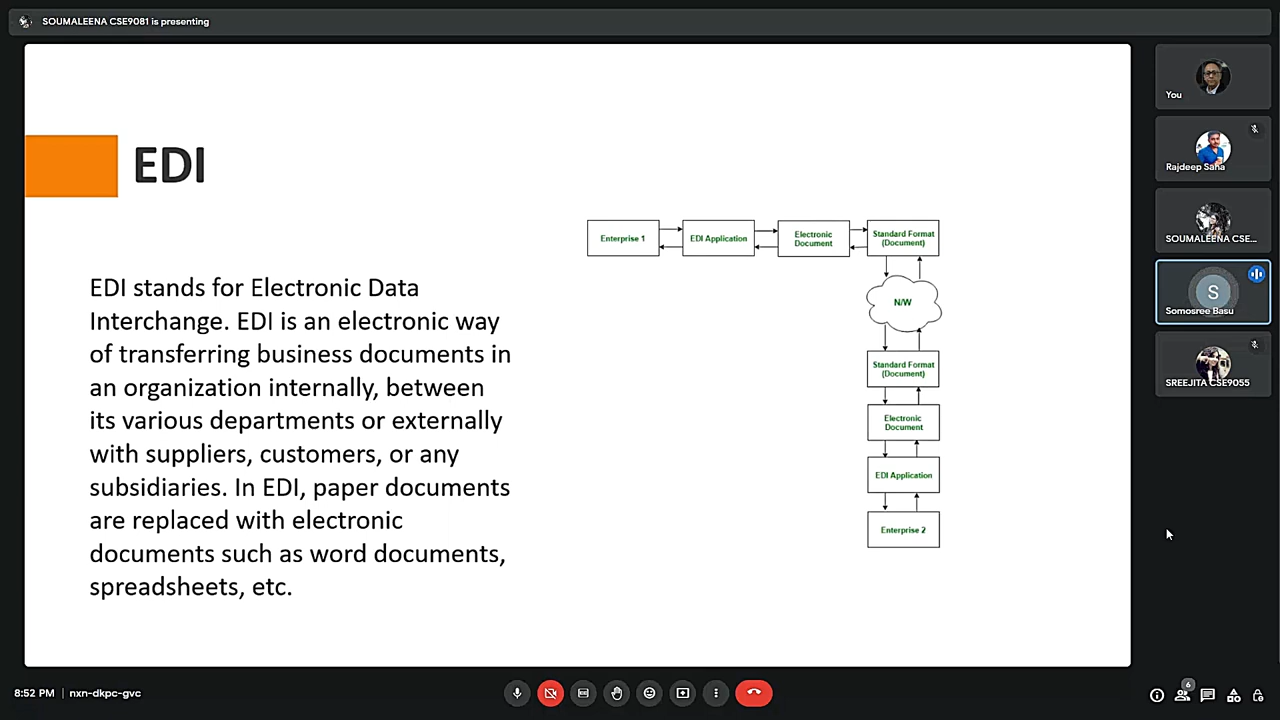 SOUMALEENA CSE9081 is presenting
EDI
EDI stands for Electronic Data
Interchange. EDI is an electronic way
of transferring business documents in
an organization internally, between
its various departments or externally
with suppliers, customers, or any
subsidiaries. In EDI, paper documents
are replaced with electronic
documents such as word documents,
spreadsheets, etc.
Enterprise 1
EDI Application
Electronic
Document
Standard Format
(Document)
N/W
Standard Format
(Document)
Electronic
Document
EDI Application
Enterprise 2
You
Rajdeep Saha
SOUMALEENA CSE...
S
Somosree Basu
SREEJITA CSE9055
8:52 PM | nxn-dkpc-gvc
6